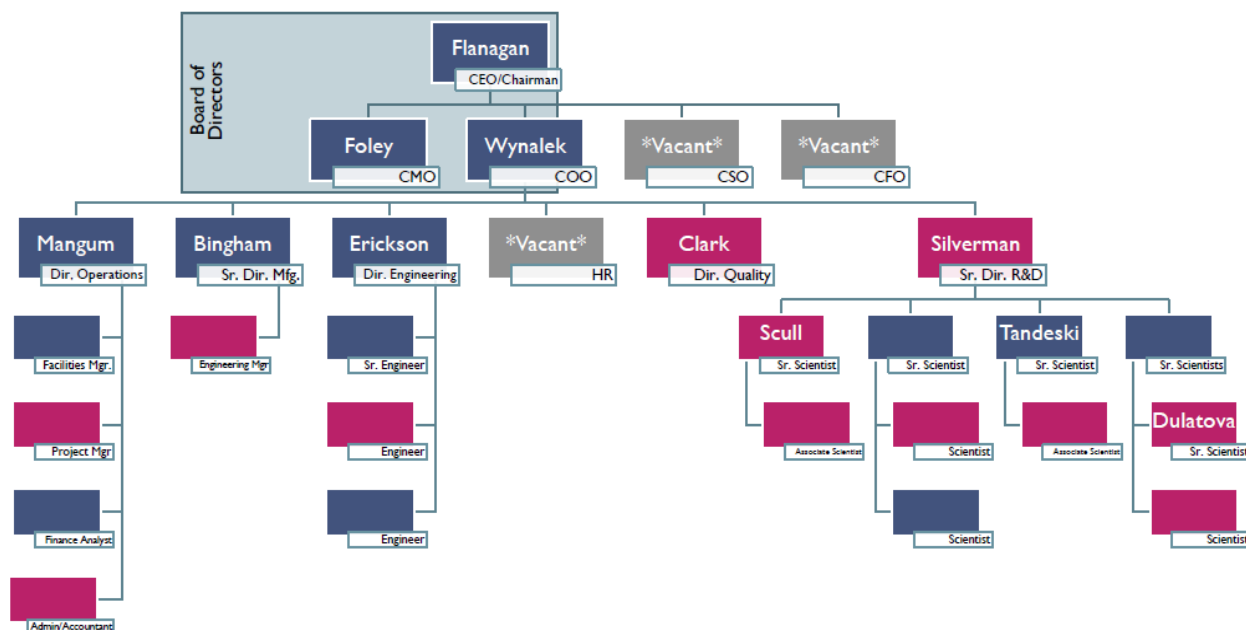 Board of
Directors
Flanagan
CEO/Chairman
Foley
CMO
Wynalek
COO
*Vacant*
CSO
*Vacant*
CFO
Mangum
Dir. Operations
Bingham
Sr. Dir. Mfg.
Erickson
Dir. Engineering
*Vacant*
HR
Clark
Dir. Quality
Silverman
Sr. Dir. R&D
Facilities Mgr.
Engineering Mgr
Sr. Engineer
Scull
Sr. Scientist
Sr. Scientist
Tandeski
Sr. Scientist
Sr. Scientists
Project Mgr
Engineer
Associate Scientist
Scientist
Associate Scientist
Dulatova
Sr. Scientist
Finance Analyst
Engineer
Scientist
Scientist
Admin/Accountant